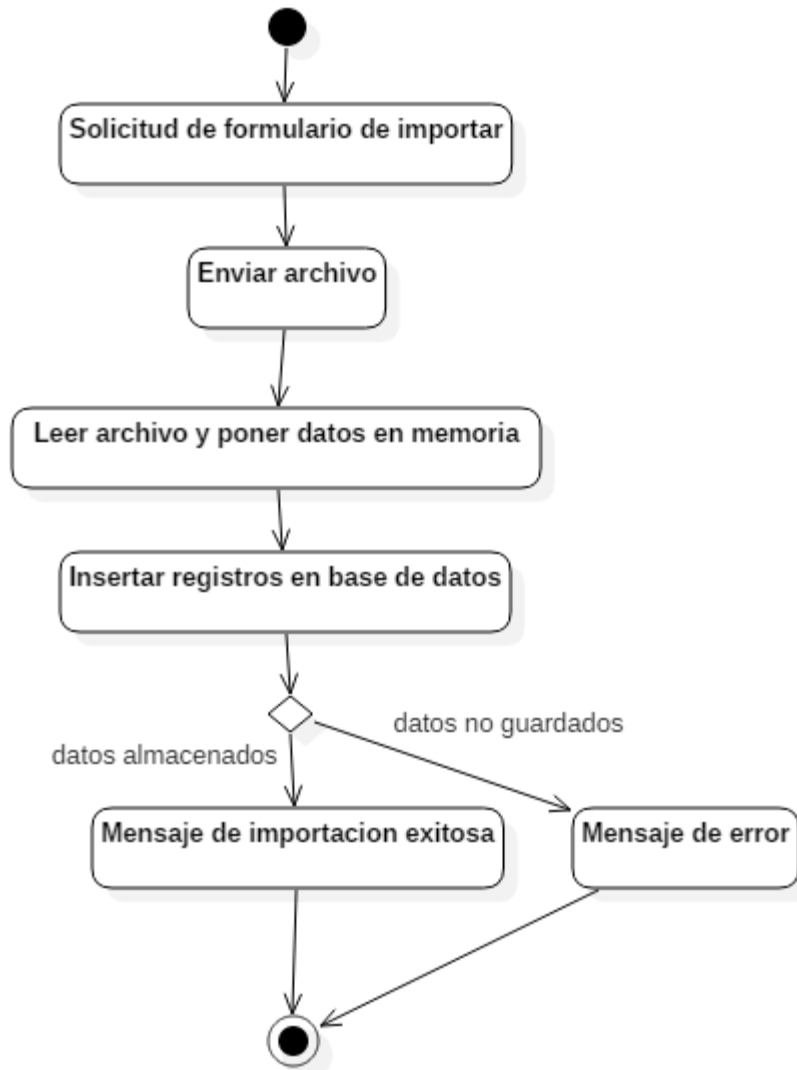 Solicitud de formulario de importar
Enviar archivo
Leer archivo y poner datos en memoria
Insertar registros en base de datos
datos no guardados
datos almacenados
Mensaje de importacion exitosa
Mensaje de error